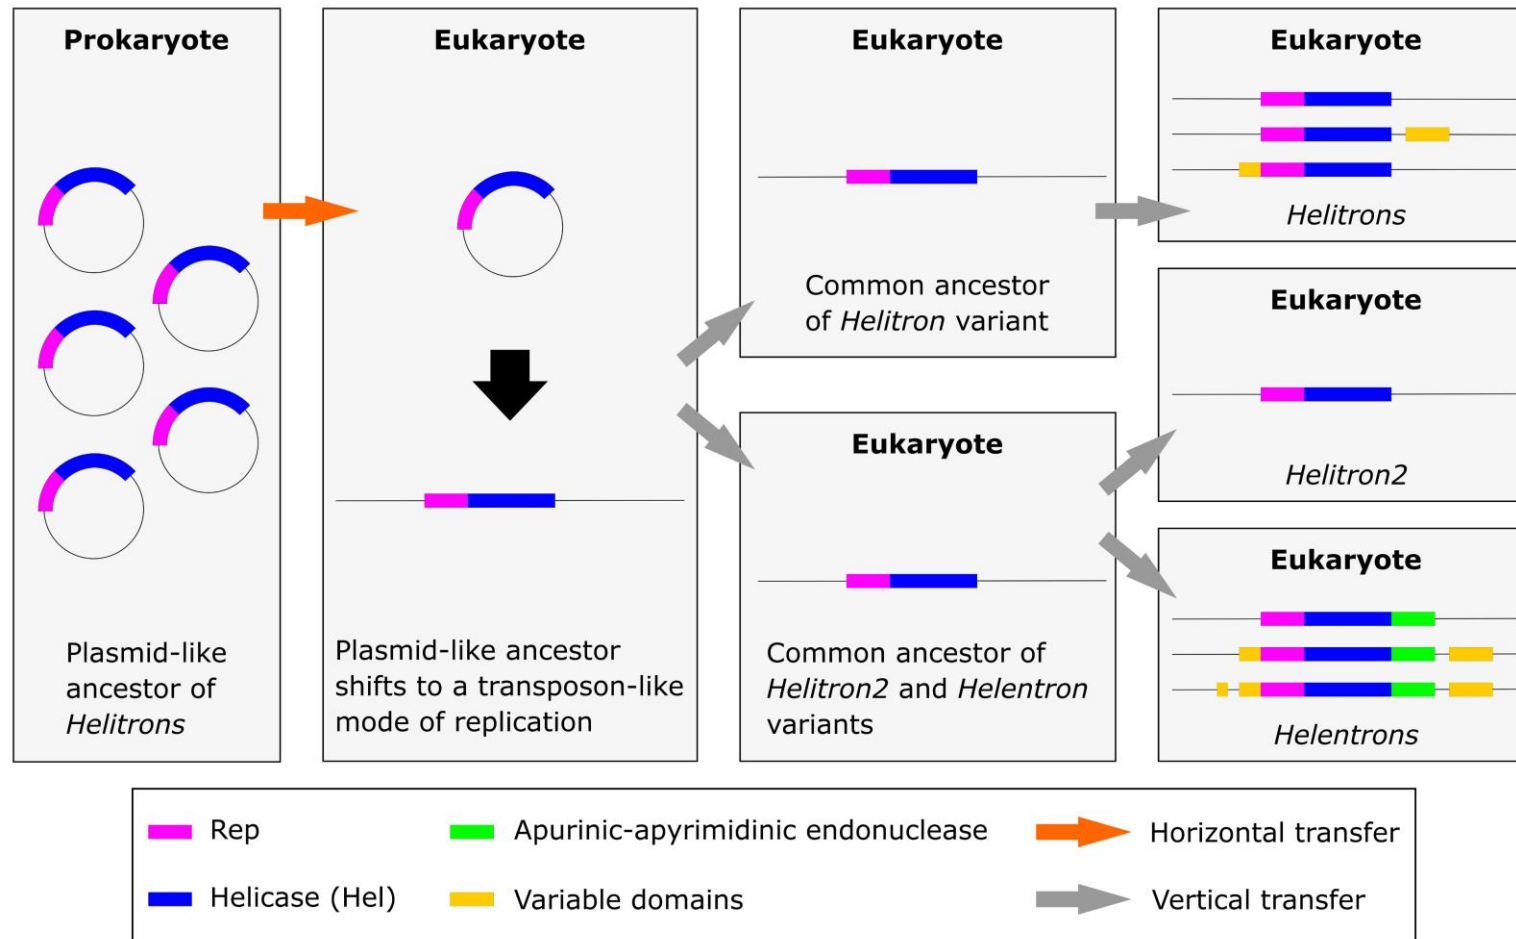 Prokaryote
Plasmid-like
ancestor of
Helitrons
Eukaryote
Plasmid-like ancestor
shifts to a transposon-like
mode of replication
Eukaryote
Common ancestor
of Helitron variant
Eukaryote
Common ancestor of
Helitron2 and Helentron
variants
Eukaryote
Helitrons
Eukaryote
Helitron2
Eukaryote
Helentrons
Rep
Apurinic-apyrimidinic endonuclease
Horizontal transfer
Helicase (Hel)
Variable domains
Vertical transfer